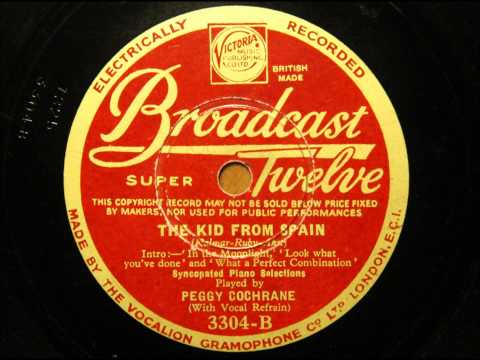 ELECTRICALLY RECORDED
VICTORIA
MUSIC
PUBLISHING
CO LTD
BRITISH
MADE
Broadcast
SUPER Twelve
THIS COPYRIGHT RECORD MAY NOT BE SOLD BELOW PRICE FIXED
BY MAKERS, NOR USED FOR PUBLIC PERFORMANCES
THE KID FROM SPAIN
(Kalmar-Ruby,
Intro:—'In the Moonlight,' 'Look what
you've done' and 'What a Perfect Combination'
Syncopated Piano Selections
Played by
PEGGY COCHRANE
(With Vocal Refrain)
3304-B
MADE BY THE VOCALION GRAMOPHONE CO LTD LONDON, E.C.1.